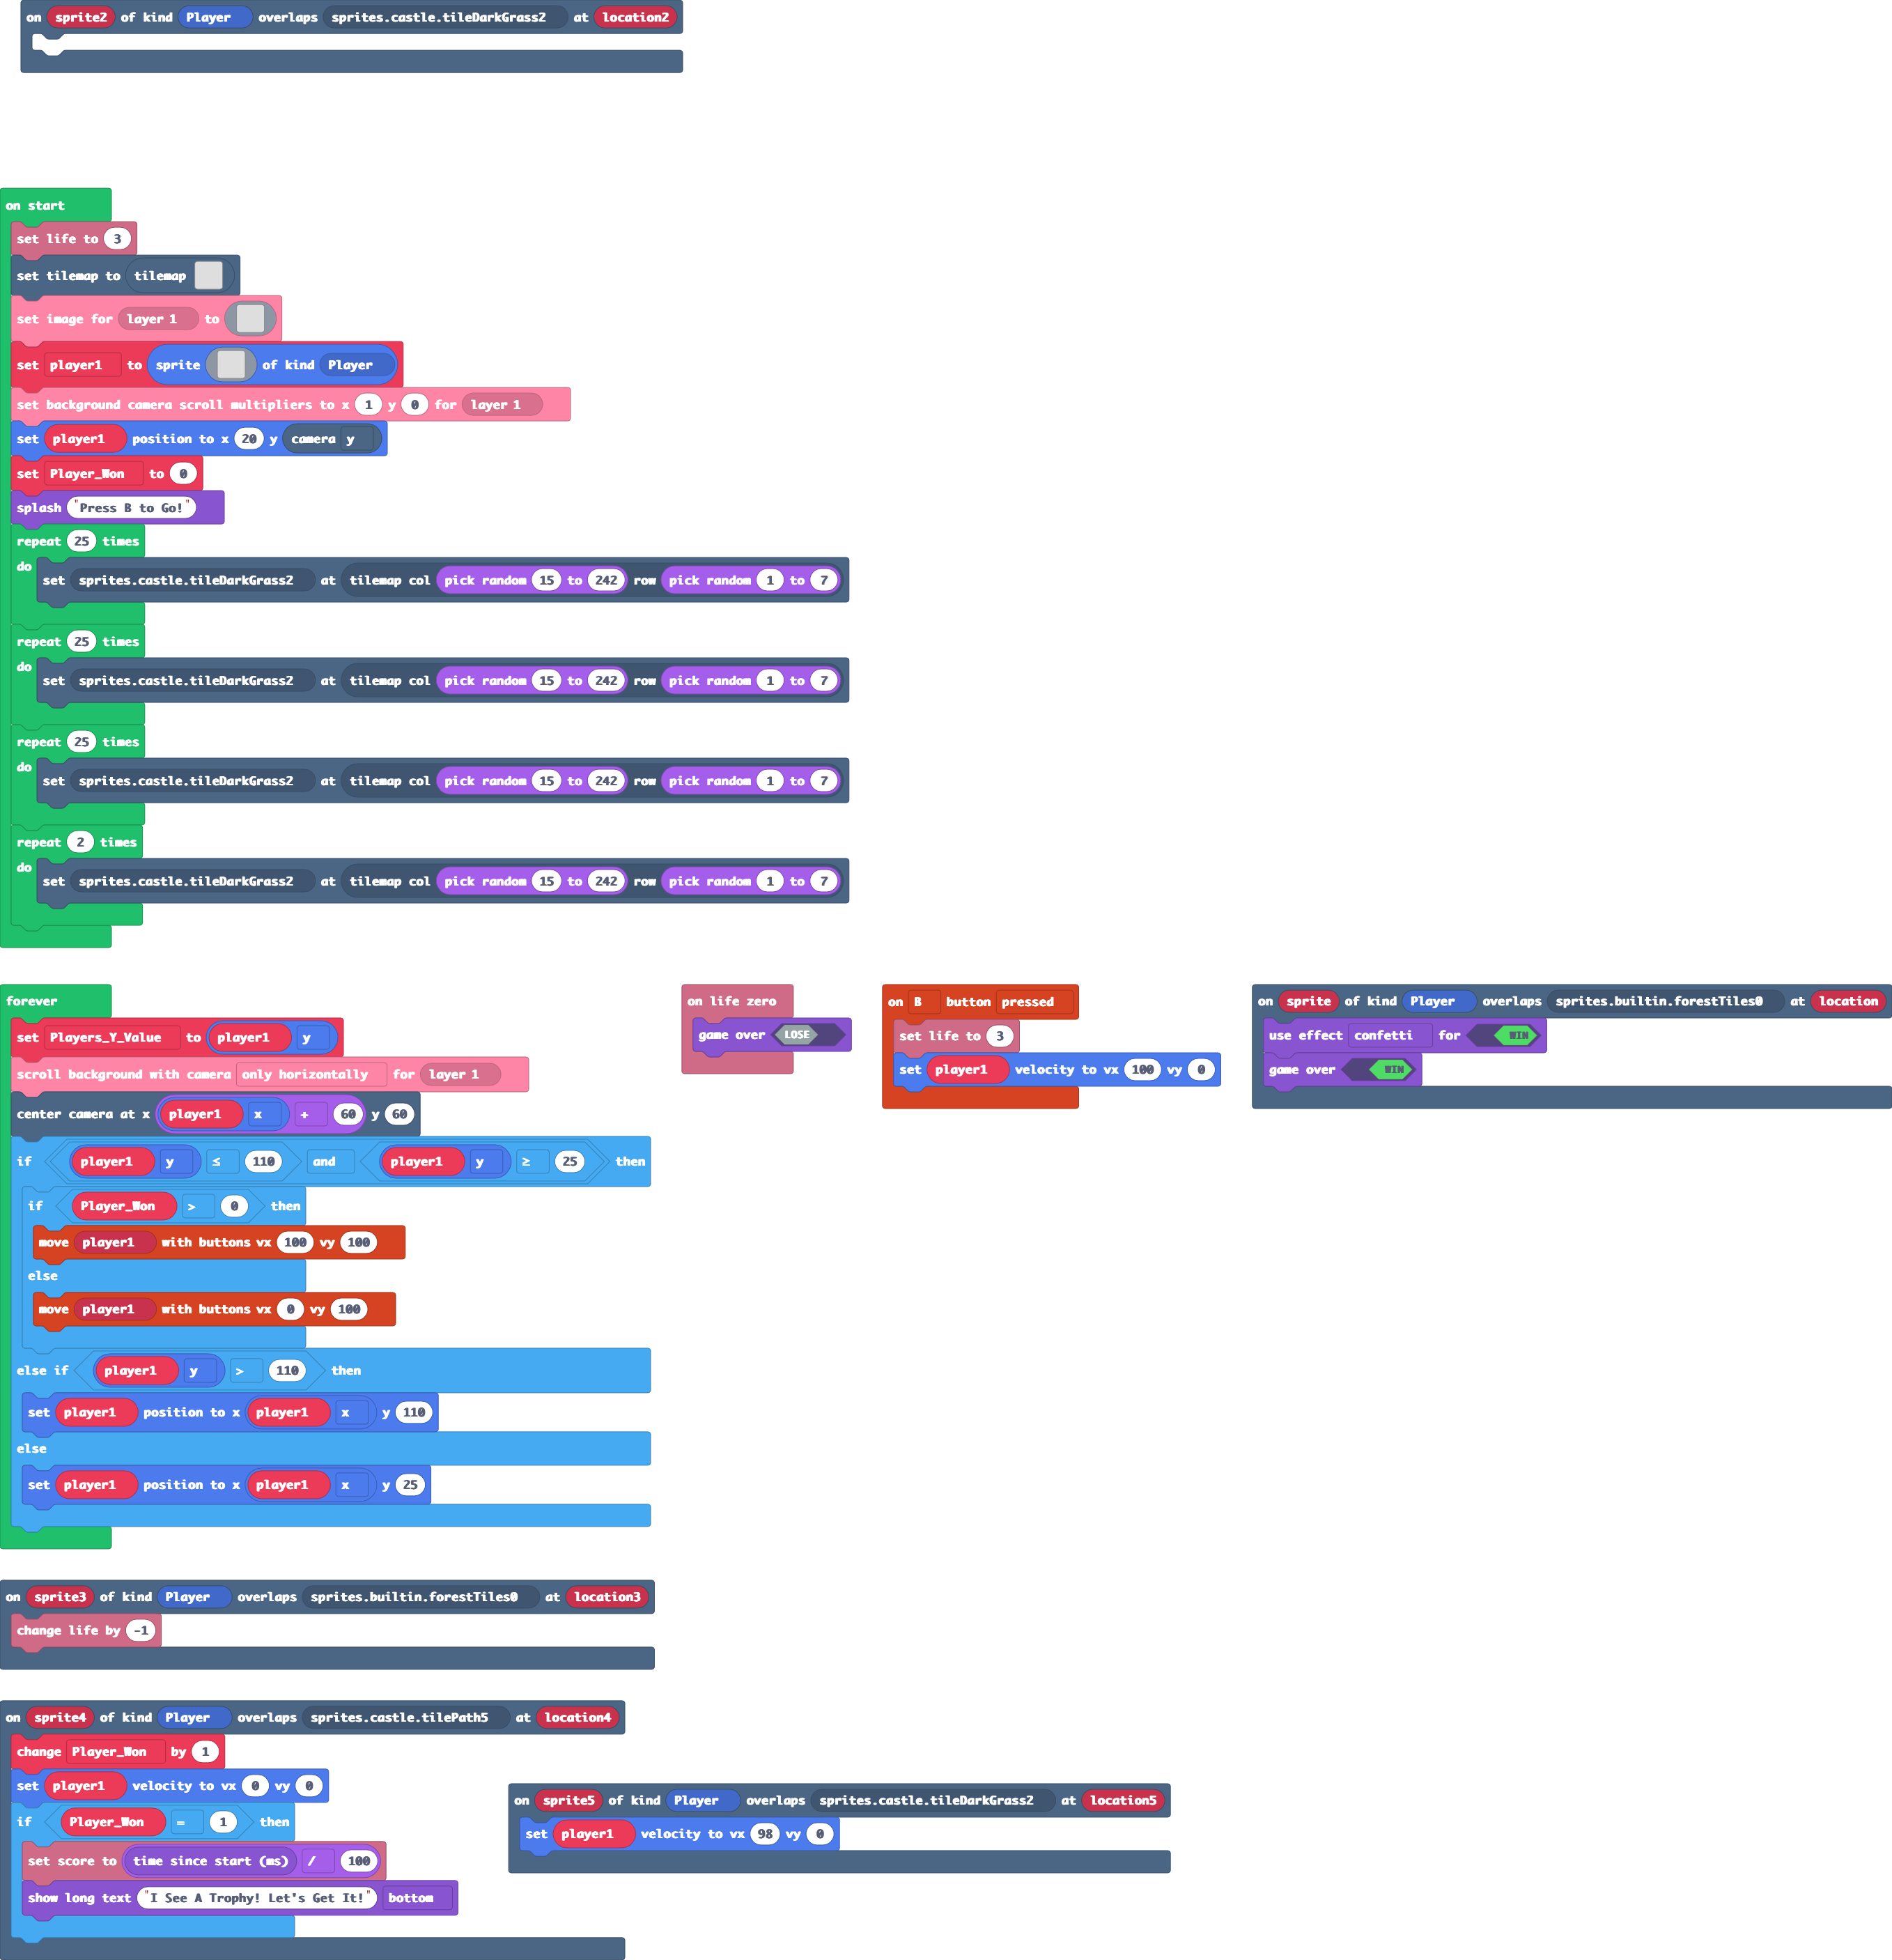 on sprite2 of kind Player overlaps sprites.castle.tileDarkGrass2 at location2
on start
set life to 3
set tilemap to tilemap
set image for layer 1 to
set player1 to sprite of kind Player
set background camera scroll multipliers to x 1 y 0 for layer 1
set player1 position to x 20 y camera y
set Player_Won to 0
splash "Press B to Go!"
repeat 25 times
do set sprites.castle.tileDarkGrass2 at tilemap col pick random 15 to 242 row pick random 1 to 7
repeat 25 times
do set sprites.castle.tileDarkGrass2 at tilemap col pick random 15 to 242 row pick random 1 to 7
repeat 25 times
do set sprites.castle.tileDarkGrass2 at tilemap col pick random 15 to 242 row pick random 1 to 7
repeat 2 times
do set sprites.castle.tileDarkGrass2 at tilemap col pick random 15 to 242 row pick random 1 to 7
forever
set Players_Y_Value to player1 y
scroll background with camera only horizontally for layer 1
center camera at x player1 x + 60 y 60
if player1 y ≤ 110 and player1 y ≥ 25 then
if Player_Won > 0 then
move player1 with buttons vx 100 vy 100
else
move player1 with buttons vx 0 vy 100
else if player1 y > 110 then
set player1 position to x player1 x y 110
else
set player1 position to x player1 x y 25
on life zero
game over LOSE
on B button pressed
set life to 3
set player1 velocity to vx 100 vy 0
on sprite of kind Player overlaps sprites.builtin.forestTiles0 at location
use effect confetti for WIN
game over WIN
on sprite3 of kind Player overlaps sprites.builtin.forestTiles0 at location3
change life by -1
on sprite4 of kind Player overlaps sprites.castle.tilePath5 at location4
change Player_Won by 1
set player1 velocity to vx 0 vy 0
if Player_Won = 1 then
set score to time since start (ms) / 100
show long text "I See A Trophy! Let's Get It!" bottom
on sprite5 of kind Player overlaps sprites.castle.tileDarkGrass2 at location5
set player1 velocity to vx 98 vy 0